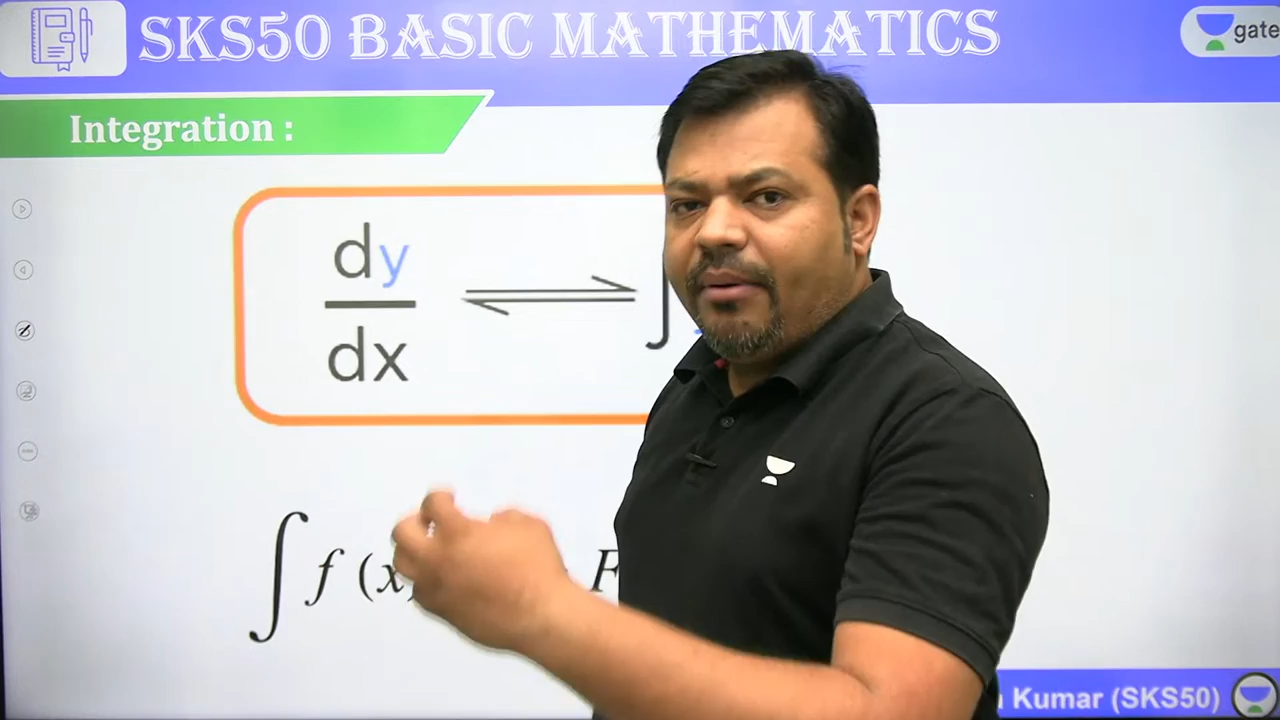 SKS50 BASIC MATHEMATICS
gate
Integration :
dy
dx
∫
∫ f (x) F
Kumar (SKS50)